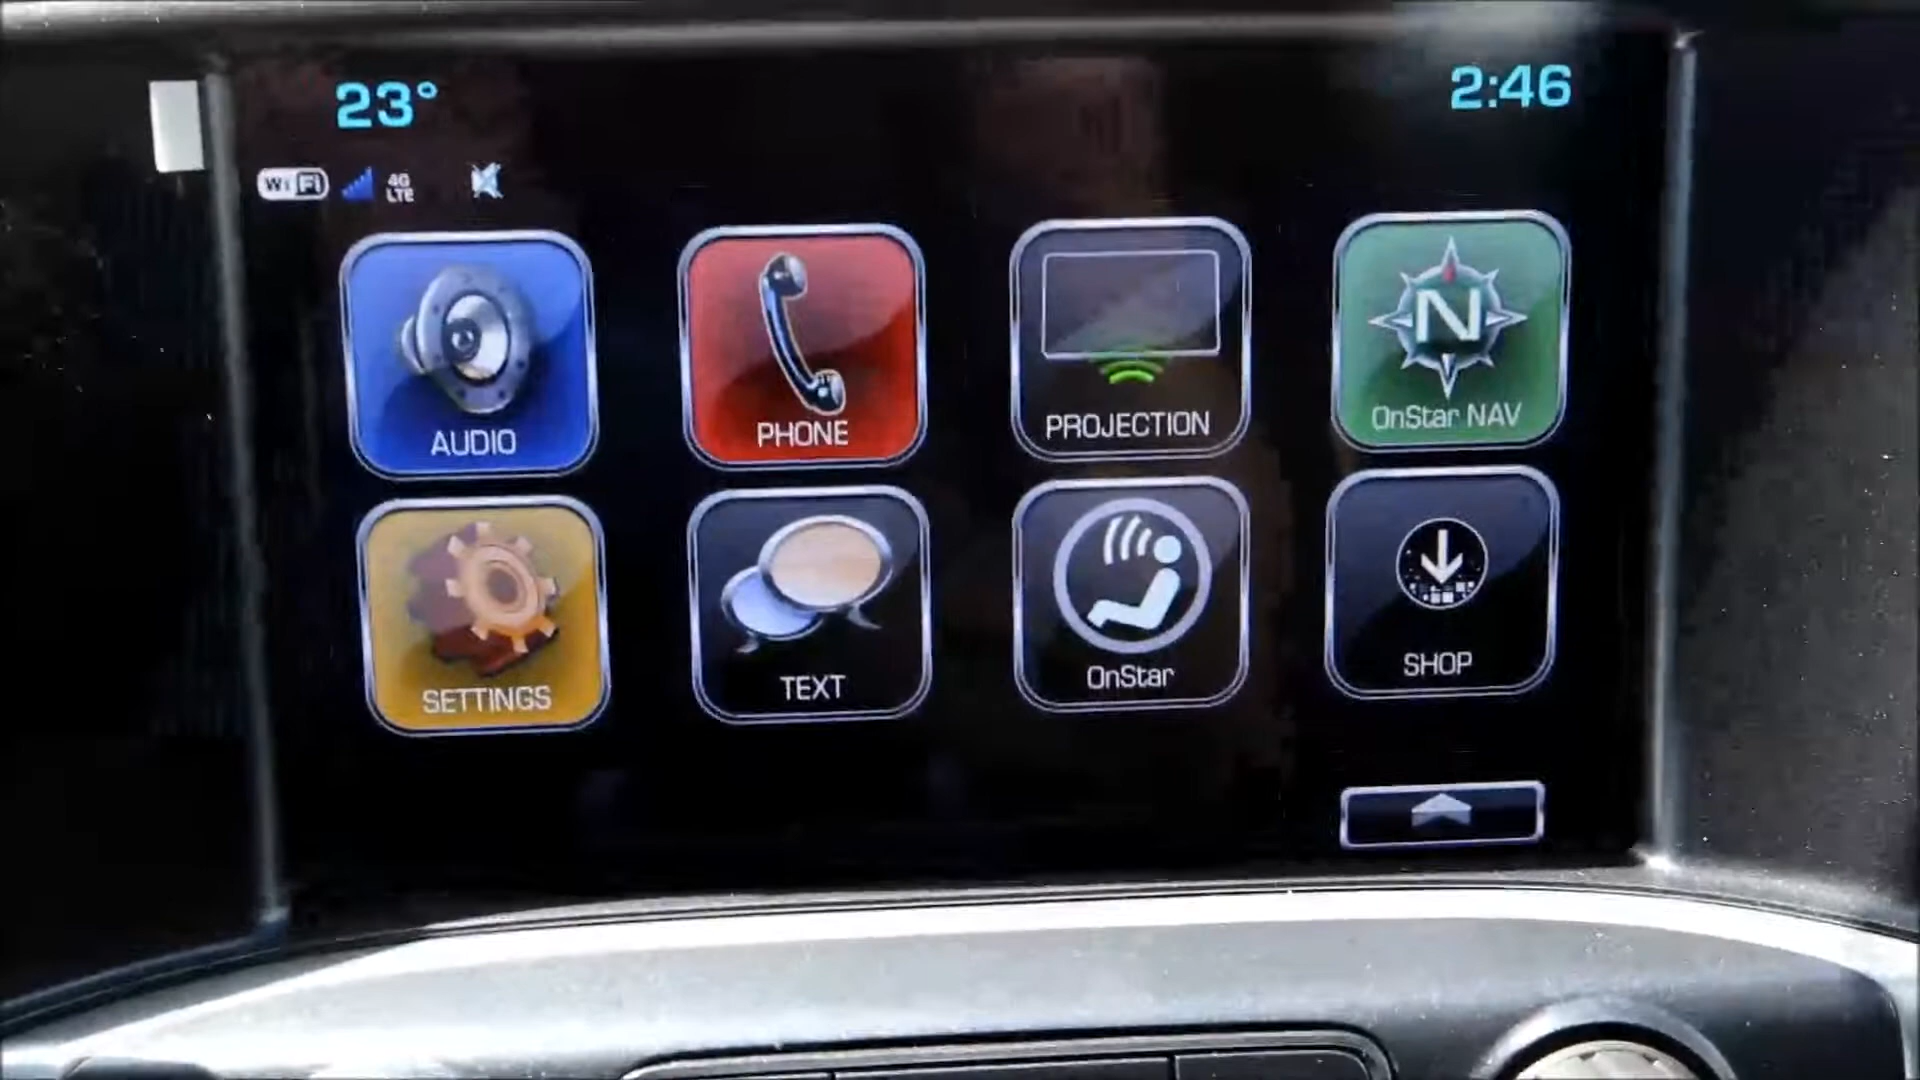 23°
2:46
WiFi
4G
LTE
AUDIO
PHONE
PROJECTION
N
OnStar NAV
SETTINGS
TEXT
OnStar
SHOP